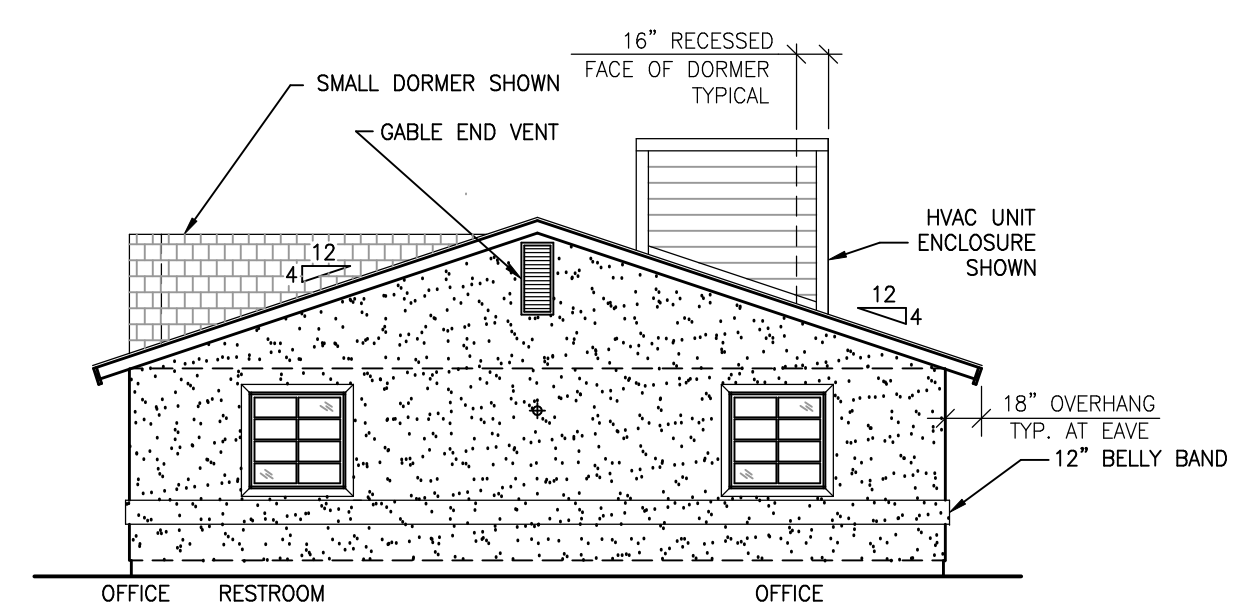 16” RECESSED
FACE OF DORMER
TYPICAL
SMALL DORMER SHOWN
GABLE END VENT
HVAC UNIT
ENCLOSURE
SHOWN
12
4
12
4
18” OVERHANG
TYP. AT EAVE
12” BELLY BAND
OFFICE
RESTROOM
OFFICE